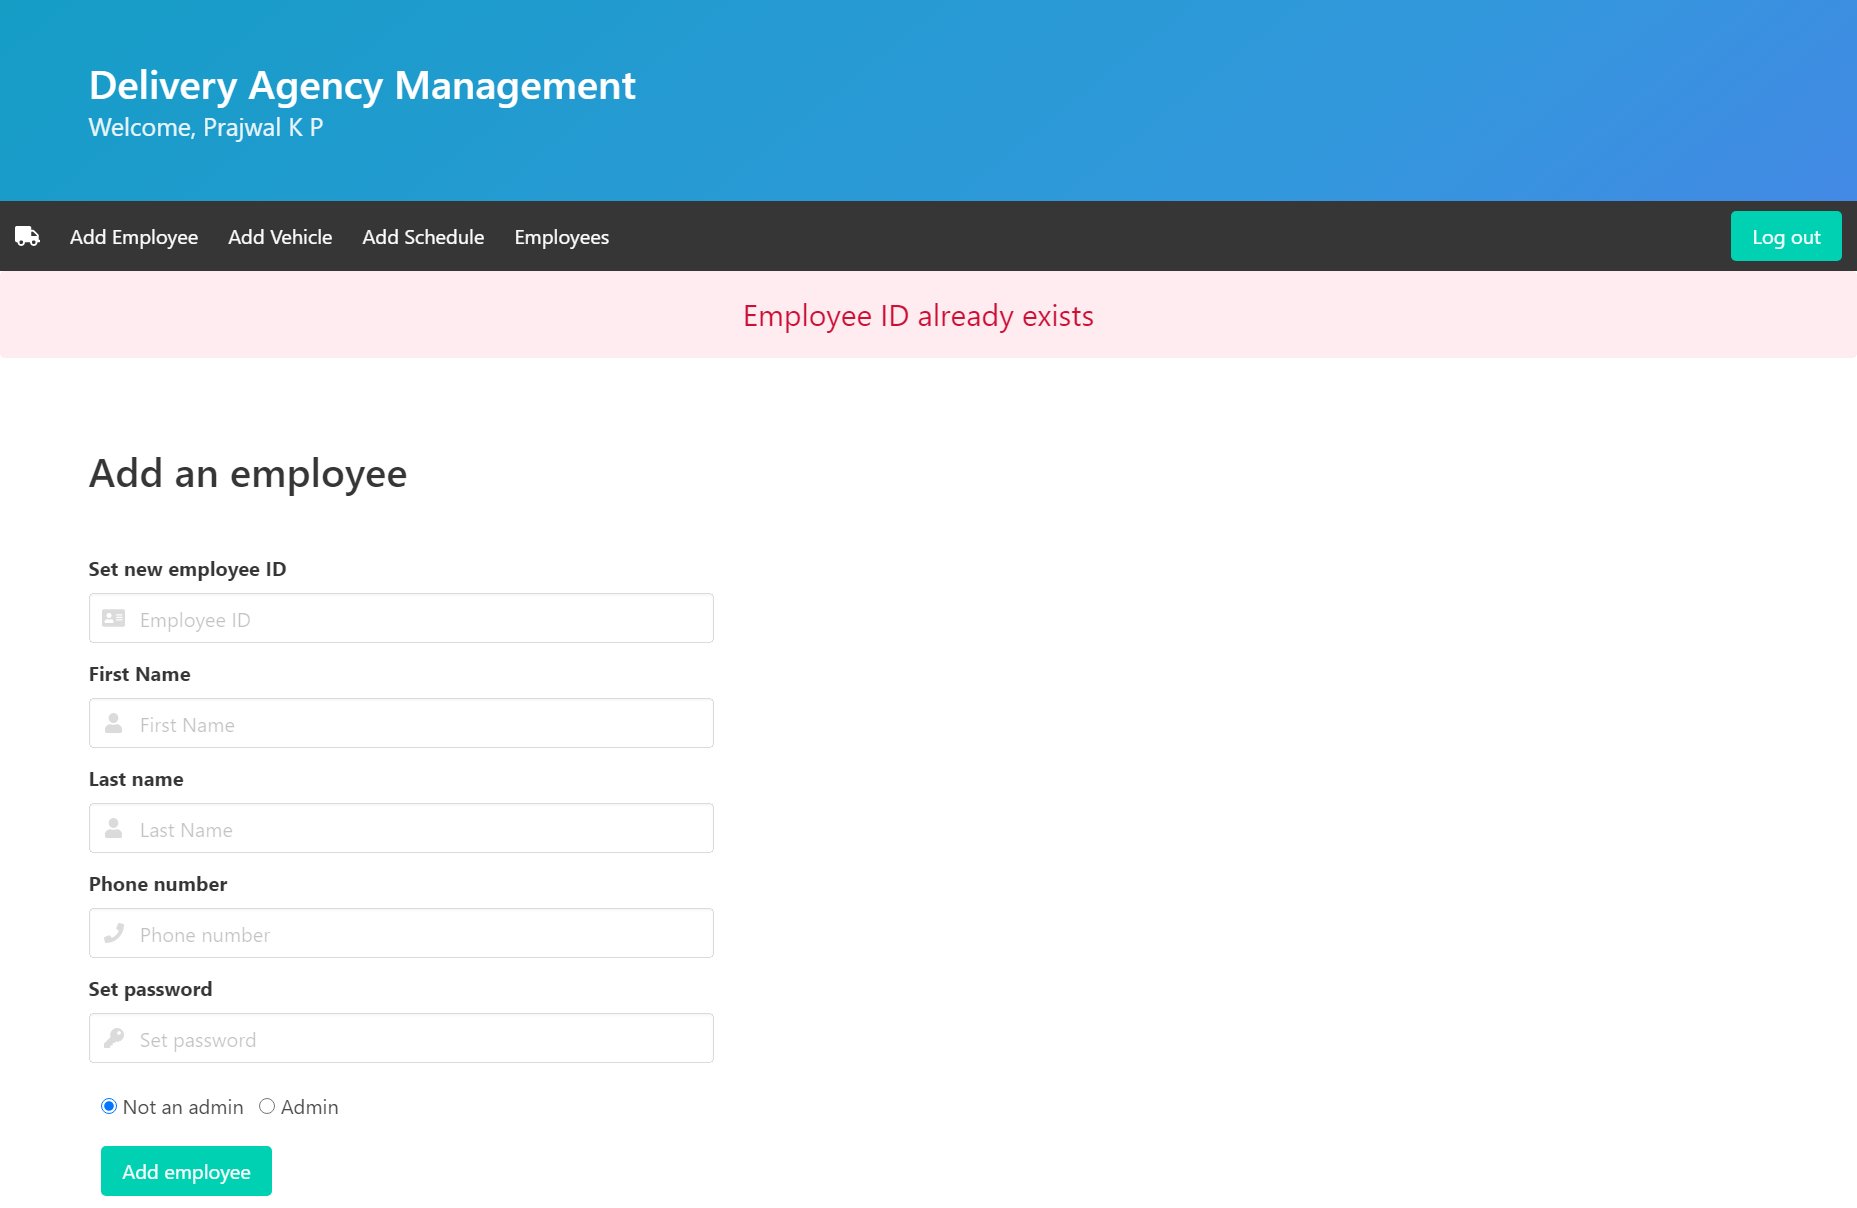 Delivery Agency Management
Welcome, Prajwal K P
Add Employee Add Vehicle Add Schedule Employees Log out
Employee ID already exists
Add an employee
Set new employee ID
Employee ID
First Name
First Name
Last name
Last Name
Phone number
Phone number
Set password
Set password
Not an admin Admin
Add employee